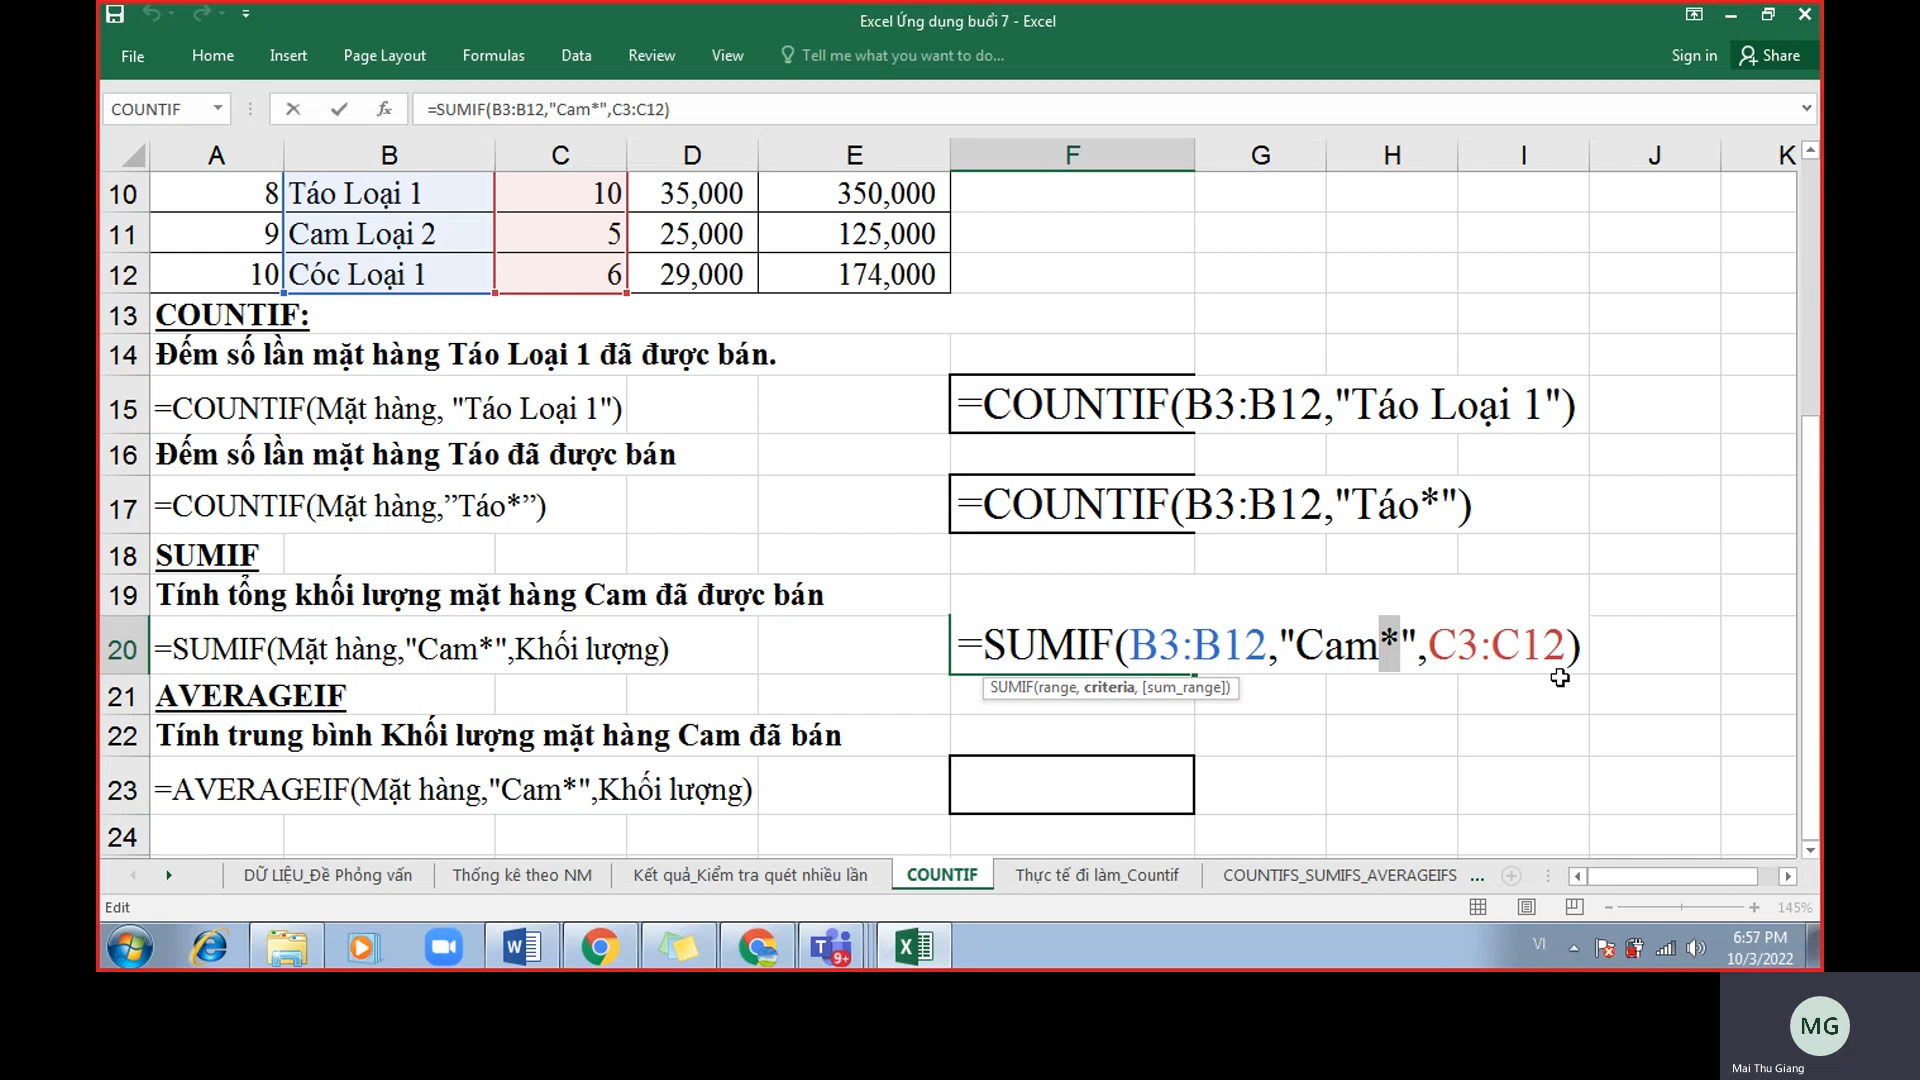 Excel Ứng dụng buổi 7 - Excel
File Home Insert Page Layout Formulas Data Review View Tell me what you want to do... Sign in Share
COUNTIF fx =SUMIF(B3:B12,"Cam*",C3:C12)
A B C D E F G H I J K
10 8 Táo Loại 1 10 35,000 350,000
11 9 Cam Loại 2 5 25,000 125,000
12 10 Cóc Loại 1 6 29,000 174,000
13 COUNTIF:
14 Đếm số lần mặt hàng Táo Loại 1 đã được bán.
15 =COUNTIF(Mặt hàng, "Táo Loại 1") =COUNTIF(B3:B12,"Táo Loại 1")
16 Đếm số lần mặt hàng Táo đã được bán
17 =COUNTIF(Mặt hàng,”Táo*”) =COUNTIF(B3:B12,"Táo*")
18 SUMIF
19 Tính tổng khối lượng mặt hàng Cam đã được bán
20 =SUMIF(Mặt hàng,"Cam*",Khối lượng) =SUMIF(B3:B12,"Cam*",C3:C12)
SUMIF(range, criteria, [sum_range])
21 AVERAGEIF
22 Tính trung bình Khối lượng mặt hàng Cam đã bán
23 =AVERAGEIF(Mặt hàng,"Cam*",Khối lượng)
24
DỮ LIỆU_Đề Phỏng vấn Thống kê theo NM Kết quả_Kiểm tra quét nhiều lần COUNTIF Thực tế đi làm_Countif COUNTIFS_SUMIFS_AVERAGEIFS ...
Edit 145%
VI 6:57 PM
10/3/2022
9+
MG
Mai Thu Giang